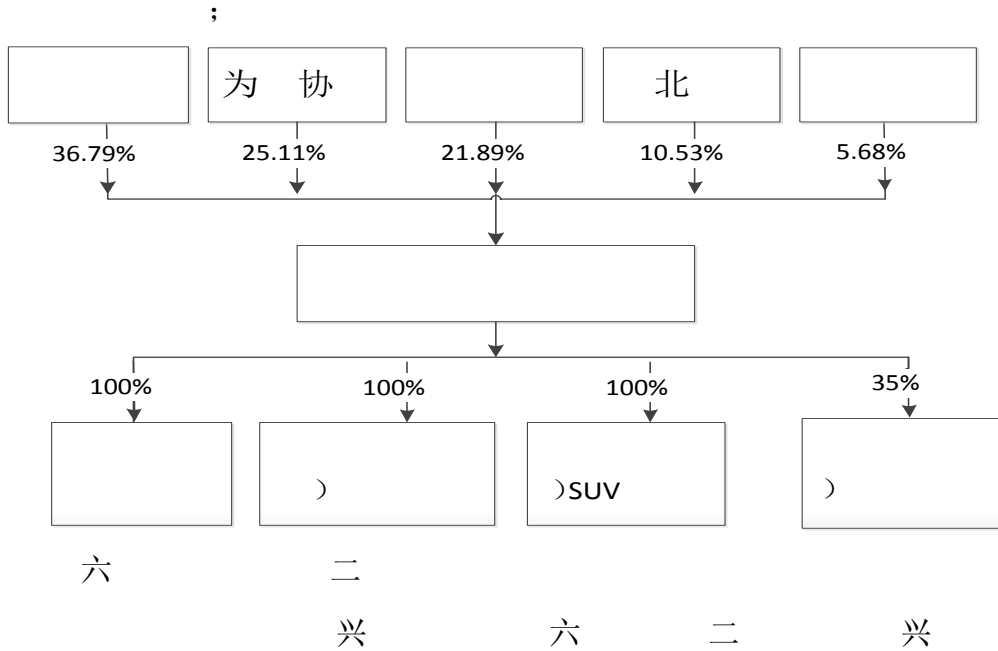 ;
为 协 北
36.79% 25.11% 21.89% 10.53% 5.68%
100% 100% 100% 35%
) )SUV )
六 二
兴 六 二 兴